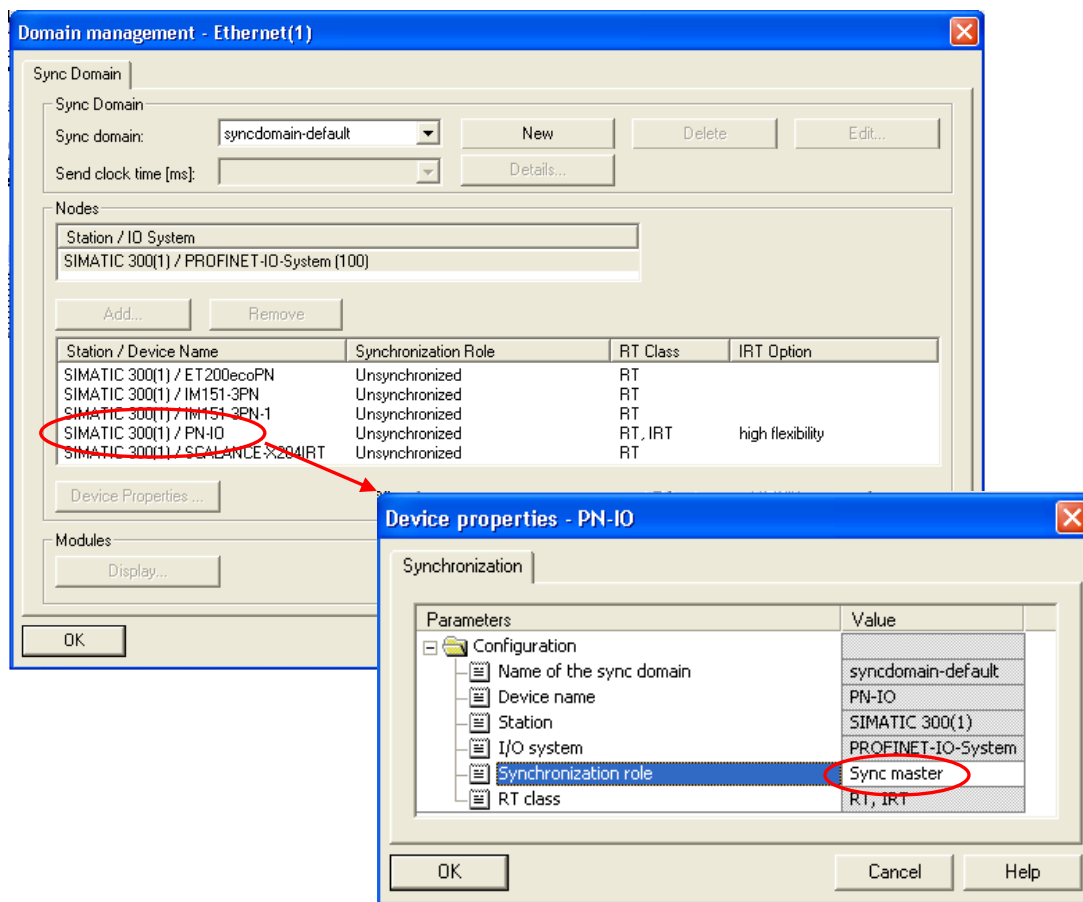 Domain management - Ethernet(1)
Sync Domain
Sync Domain
Sync domain: syncdomain-default New Delete Edit...
Send clock time [ms]: Details...
Nodes
Station / IO System
SIMATIC 300(1) / PROFINET-IO-System (100)
Add... Remove
Station / Device Name Synchronization Role RT Class IRT Option
SIMATIC 300(1) / ET200ecoPN Unsynchronized RT
SIMATIC 300(1) / IM151-3PN Unsynchronized RT
SIMATIC 300(1) / IM151-3PN-1 Unsynchronized RT
SIMATIC 300(1) / PN-IO Unsynchronized RT, IRT high flexibility
SIMATIC 300(1) / SCALANCE-X204IRT Unsynchronized RT
Device Properties ...
Modules
Display...
OK
Device properties - PN-IO
Synchronization
Parameters Value
Configuration
Name of the sync domain syncdomain-default
Device name PN-IO
Station SIMATIC 300(1)
I/O system PROFINET-IO-System
Synchronization role Sync master
RT class RT, IRT
OK Cancel Help